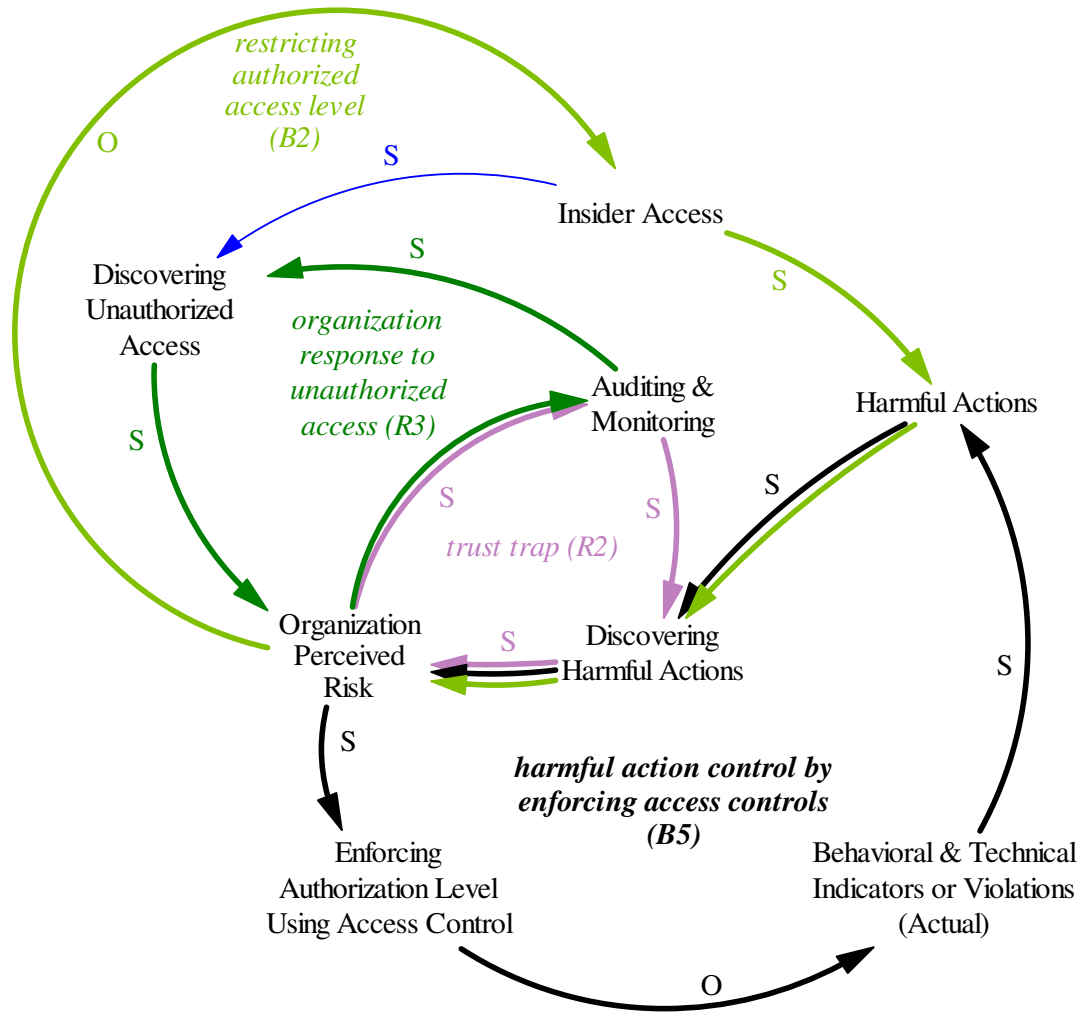 restricting
authorized
access level
(B2)
O
S
Insider Access
S
S
Discovering
Unauthorized
Access
organization
response to
unauthorized
access (R3)
Auditing &
Monitoring
Harmful Actions
S
S
S
S
trust trap (R2)
Organization
Perceived
Risk
S
Discovering
Harmful Actions
S
S
harmful action control by
enforcing access controls
(B5)
Enforcing
Authorization Level
Using Access Control
Behavioral & Technical
Indicators or Violations
(Actual)
O